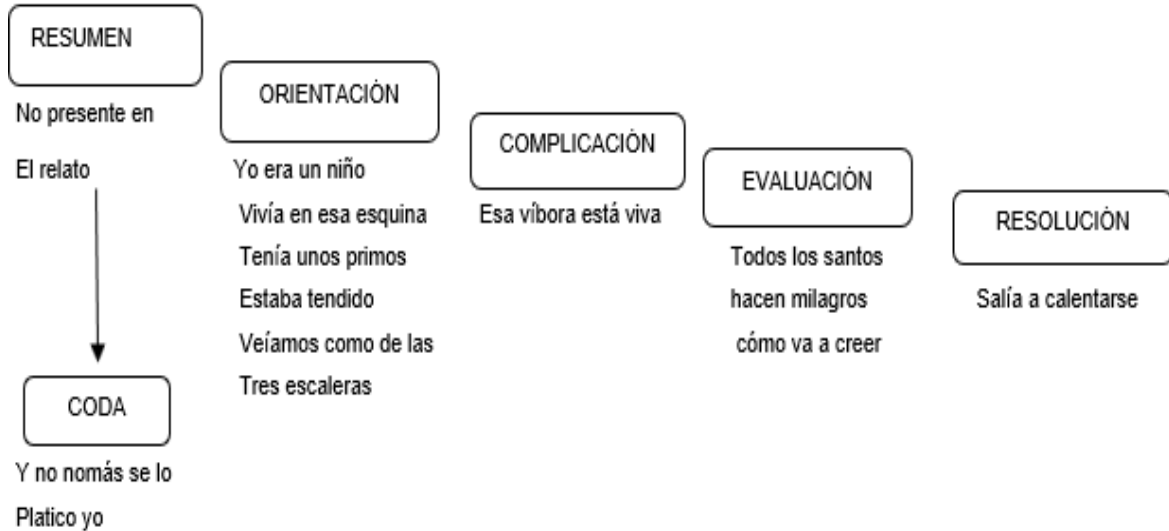 RESUMEN
No presente en
El relato
ORIENTACIÓN
Yo era un niño
Vivía en esa esquina
Tenía unos primos
Estaba tendido
Veíamos como de las
Tres escaleras
COMPLICACIÓN
Esa víbora está viva
EVALUACIÓN
Todos los santos
hacen milagros
cómo va a creer
RESOLUCIÓN
Salía a calentarse
CODA
Y no nomás se lo
Platico yo